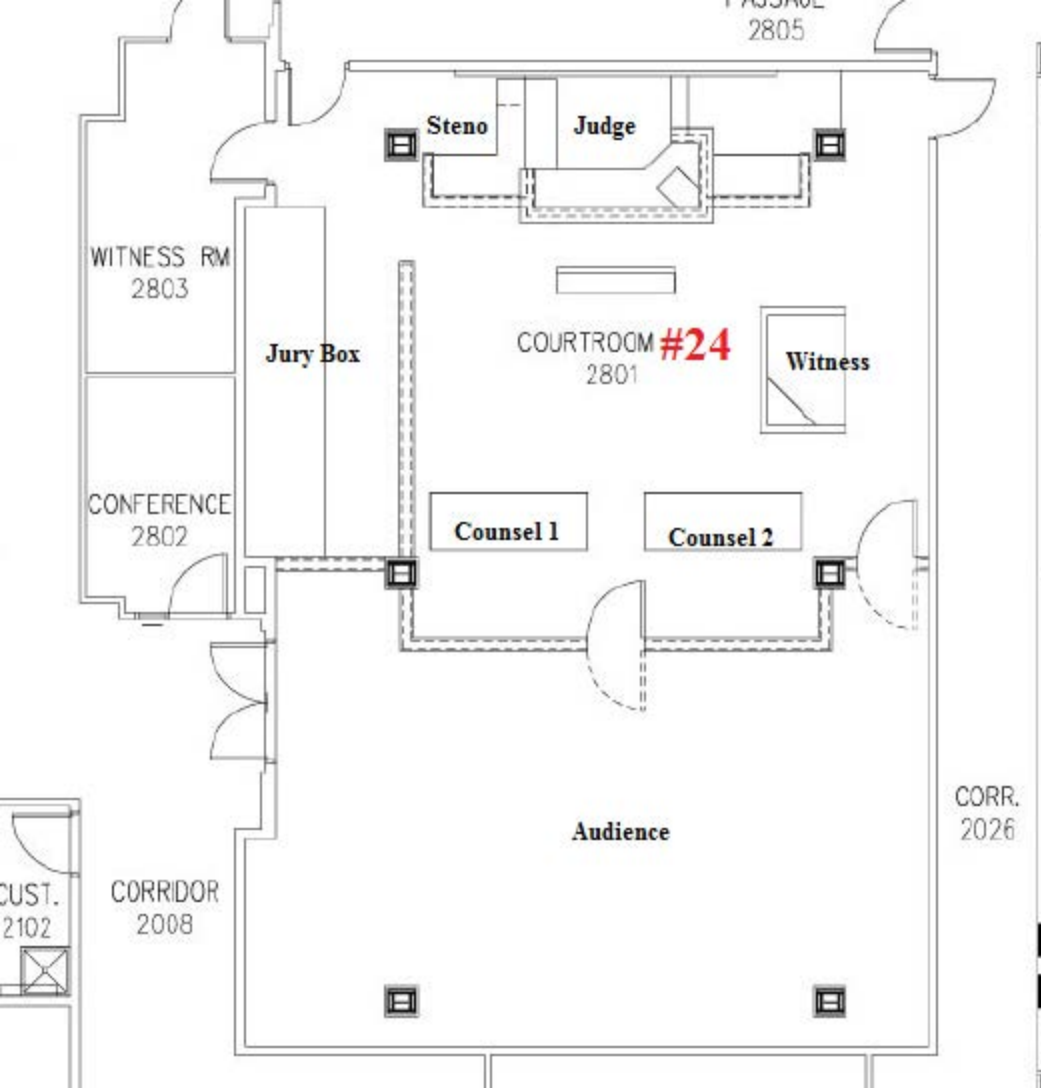 2805
Steno
Judge
WITNESS RM
2803
Jury Box
COURTROOM #24
2801
Witness
CONFERENCE
2802
Counsel 1
Counsel 2
Audience
CORR.
2026
CORRIDOR
2008
CUST.
2102